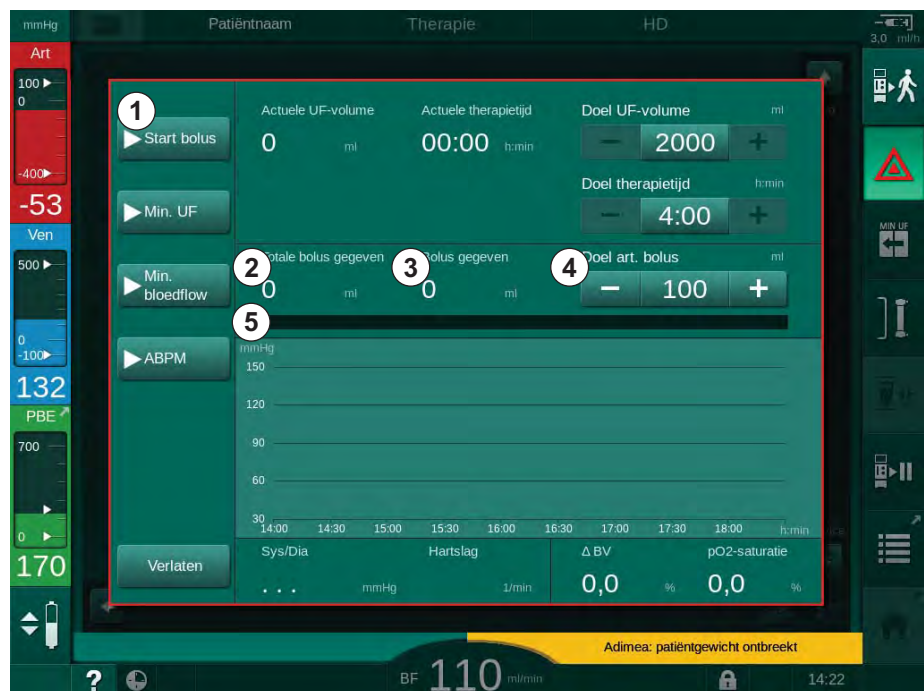 mmHg Patiëntnaam Therapie HD
3,0 ml/h
Art
100
0
-400
-53
Ven
500
0
-100
132
PBE
700
0
170
1
Start bolus
Min. UF
Min.
bloedflow
ABPM
Verlaten
Actuele UF-volume Actuele therapietijd Doel UF-volume ml
0 ml 00:00 h:min 2000
Doel therapietijd h:min
4:00
2 Totale bolus gegeven 3 Bolus gegeven 4 Doel art. bolus ml
0 ml 0 ml − 100 +
5
mmHg
150
120
90
60
30
14:00 14:30 15:00 15:30 16:00 16:30 17:00 17:30 18:00 h:min
Sys/Dia Hartslag Δ BV pO2-saturatie
. . . mmHg 1/min 0,0 % 0,0 %
MIN UF
Adimea: patiëntgewicht ontbreekt
? BF 110 ml/min 14:22